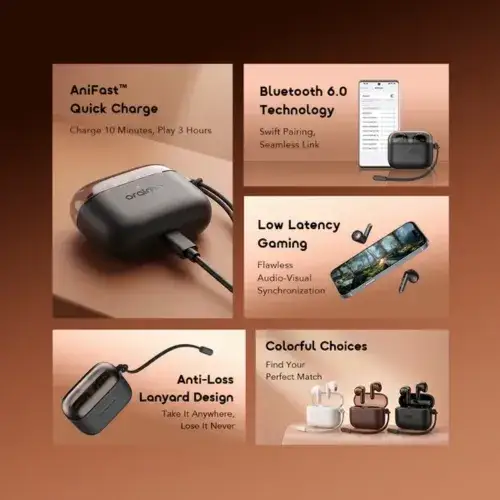 AniFast™
Quick Charge
Charge 10 Minutes, Play 3 Hours
Bluetooth 6.0
Technology
Swift Pairing,
Seamless Link
Low Latency
Gaming
Flawless
Audio-Visual
Synchronization
Anti-Loss
Lanyard Design
Take It Anywhere,
Lose It Never
Colorful Choices
Find Your
Perfect Match